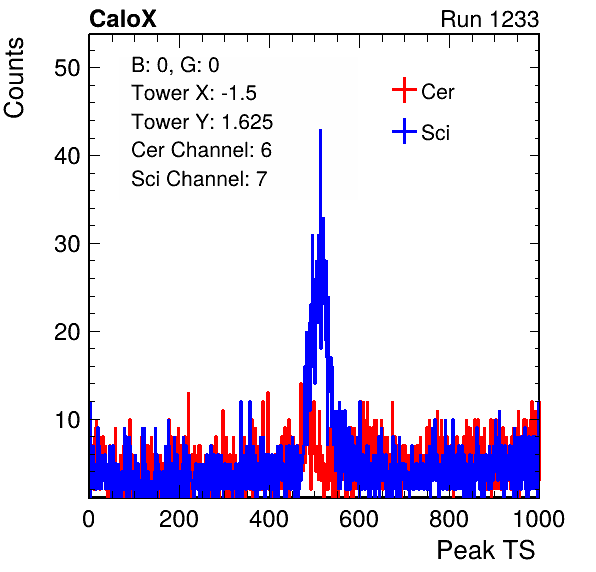 CaloX
Run 1233
Counts
50
40
30
20
10
B: 0, G: 0
Tower X: -1.5
Tower Y: 1.625
Cer Channel: 6
Sci Channel: 7
Cer
Sci
0 200 400 600 800 1000
Peak TS